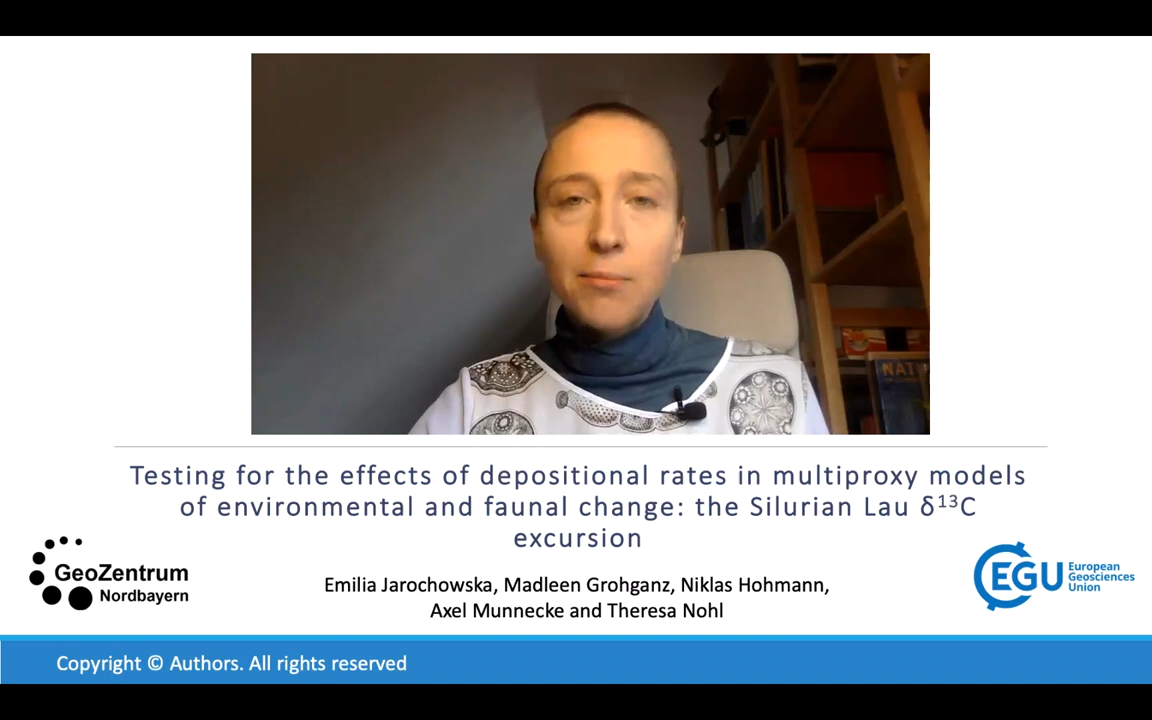 NAT
Testing for the effects of depositional rates in multiproxy models
of environmental and faunal change: the Silurian Lau δ¹³C
excursion
GeoZentrum
Nordbayern
Emilia Jarochowska, Madleen Grohganz, Niklas Hohmann,
Axel Munnecke and Theresa Nohl
EGU
European
Geosciences
Union
Copyright © Authors. All rights reserved